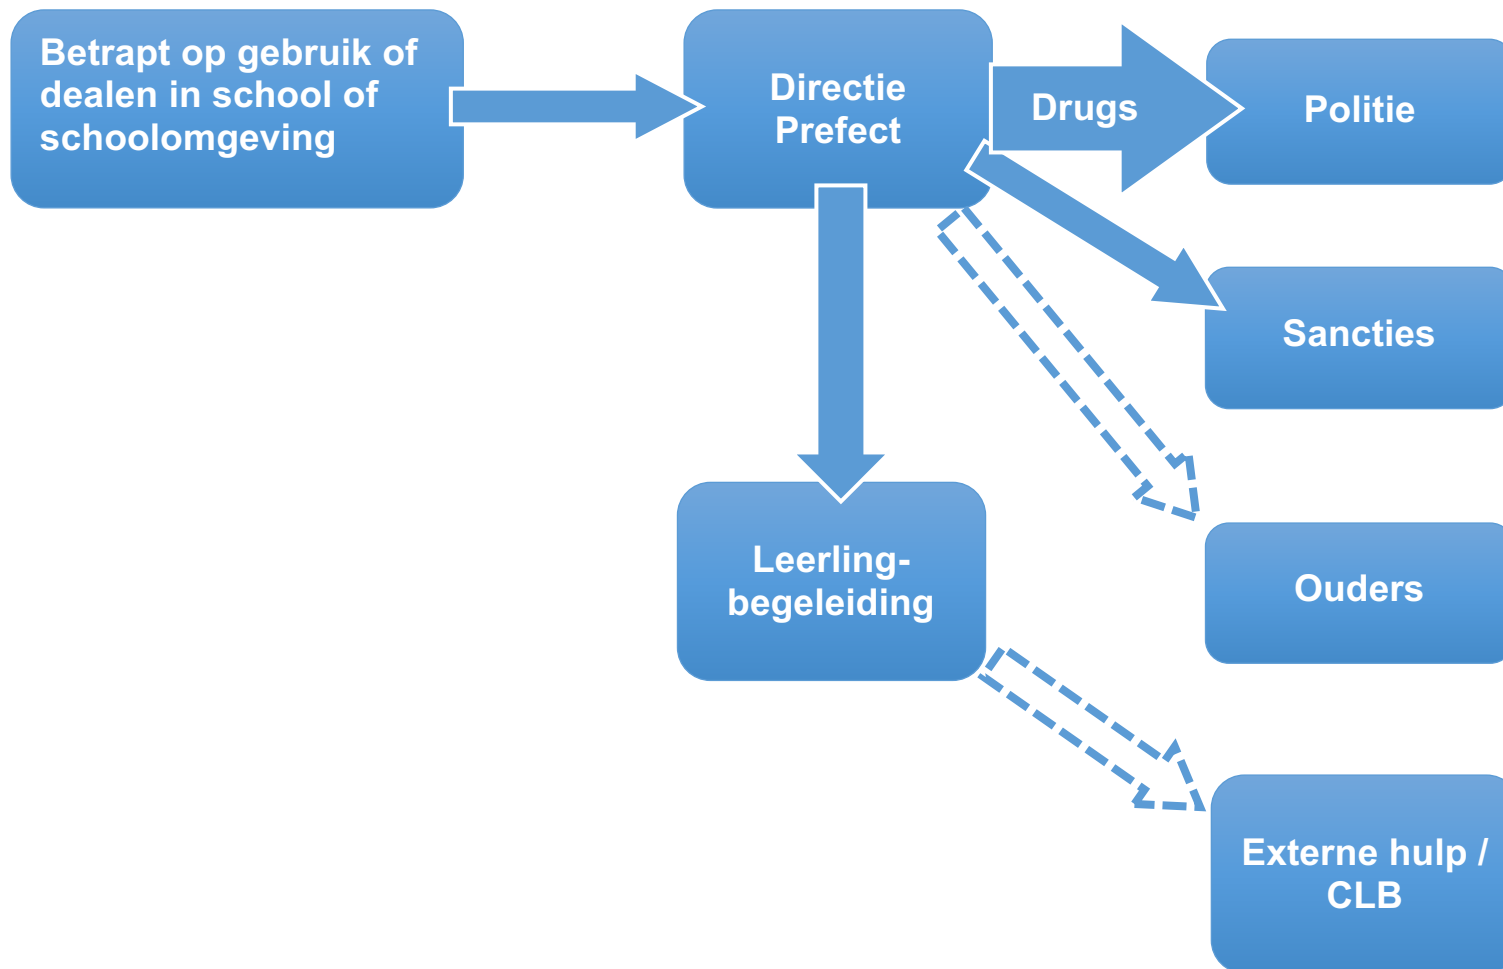 Betrapt op gebruik of
dealen in school of
schoolomgeving
Directie
Prefect
Drugs
Politie
Sancties
Leerling-
begeleiding
Ouders
Externe hulp /
CLB